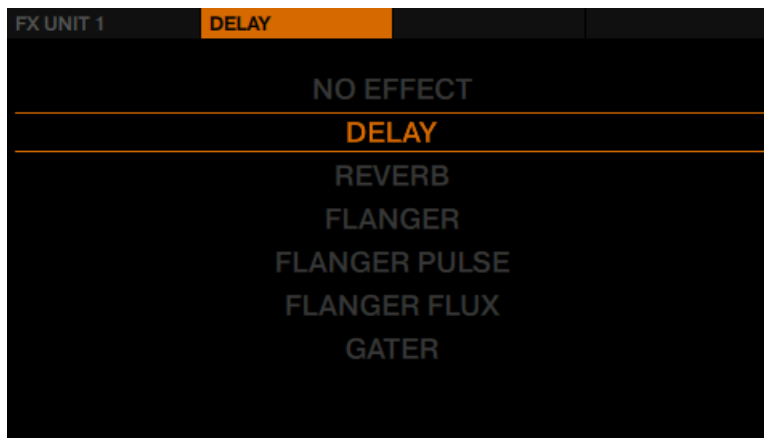 FX UNIT 1 DELAY
NO EFFECT
DELAY
REVERB
FLANGER
FLANGER PULSE
FLANGER FLUX
GATER